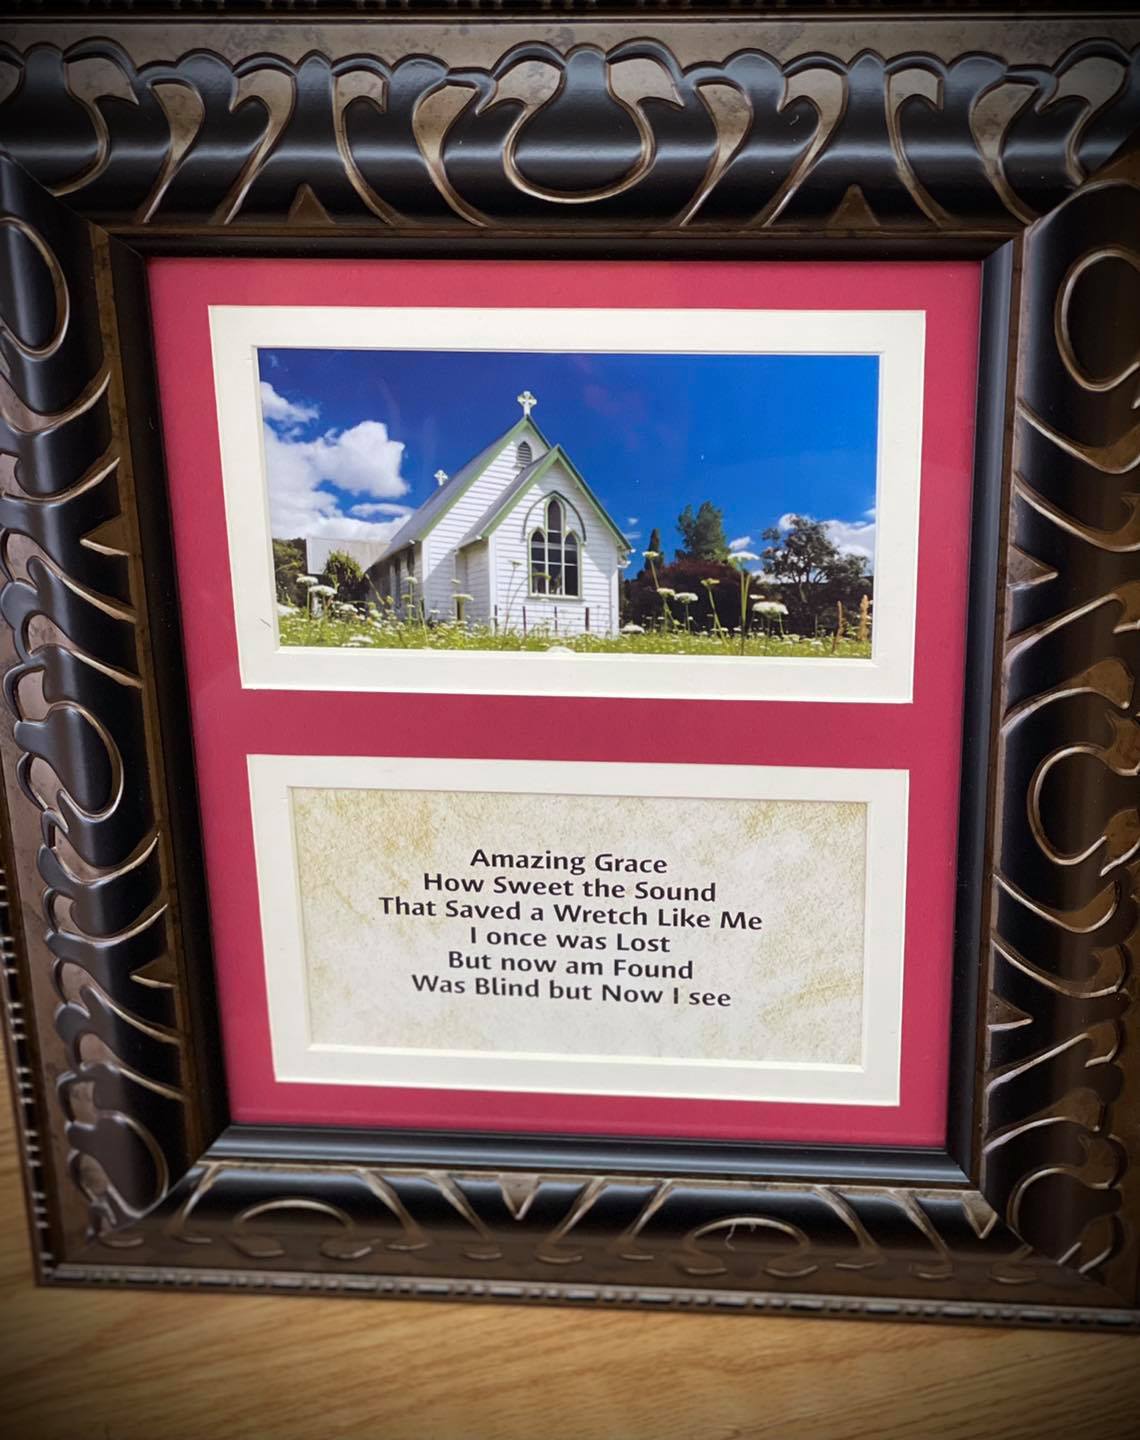 Amazing Grace
How Sweet the Sound
That Saved a Wretch Like Me
I once was Lost
But now am Found
Was Blind but Now I see